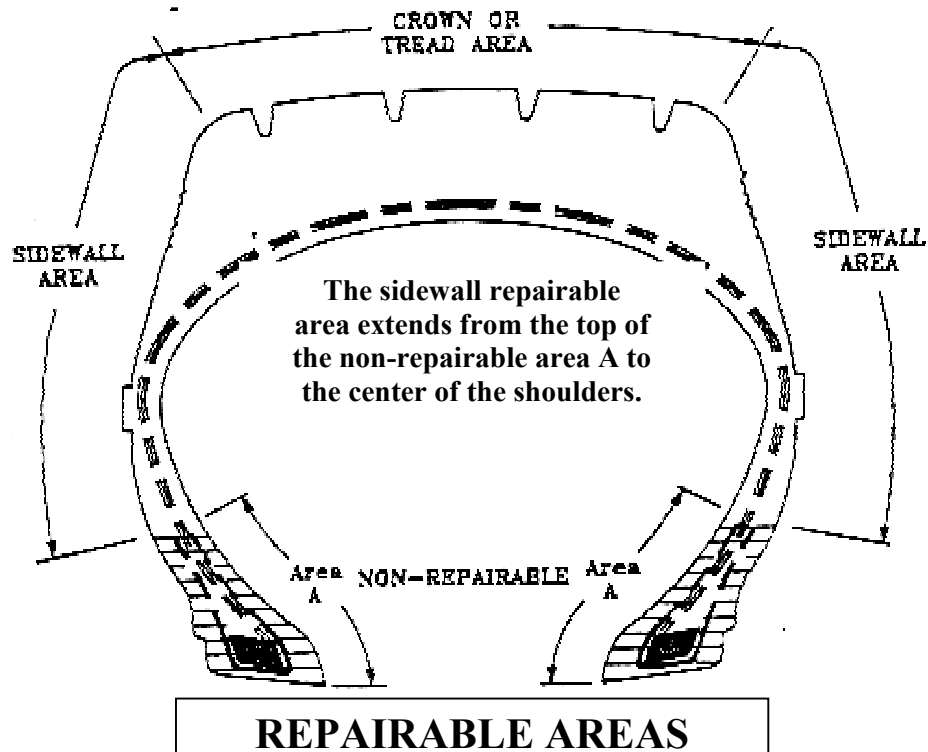 CROWN OR
TREAD AREA
SIDEWALL
AREA
SIDEWALL
AREA
The sidewall repairable
area extends from the top of
the non-repairable area A to
the center of the shoulders.
Area
A
NON-REPAIRABLE
Area
A
REPAIRABLE AREAS